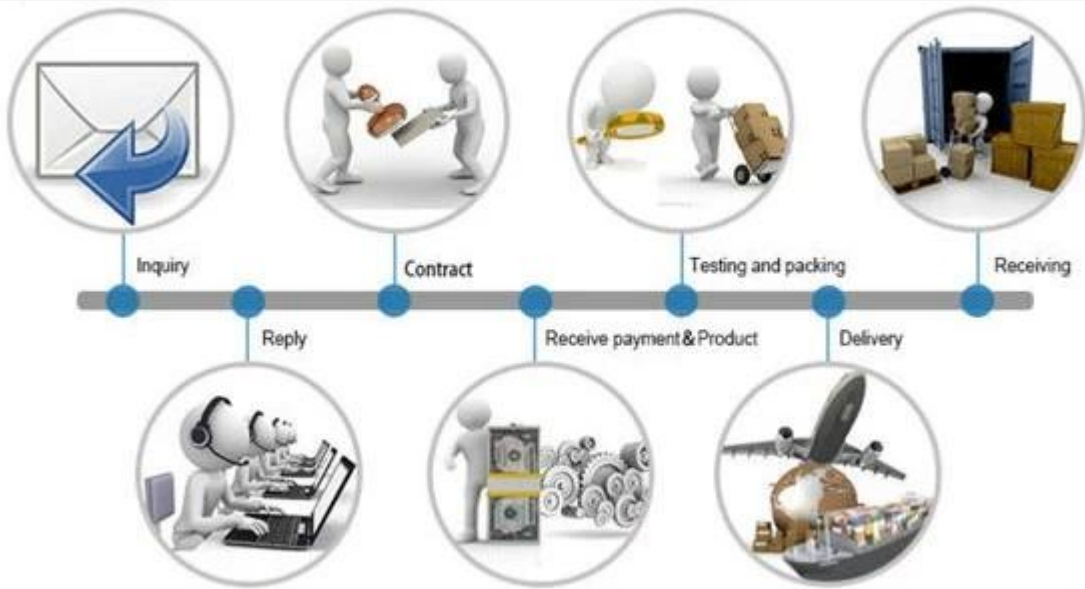 Inquiry
Reply
Contract
Receive payment&Product
Testing and packing
Delivery
Receiving